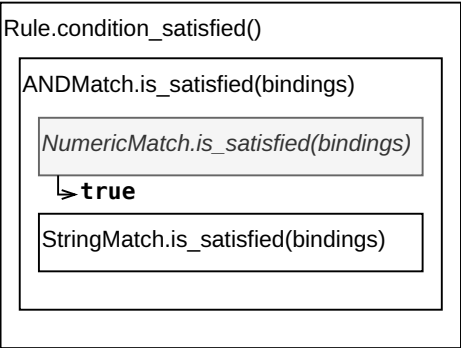 Rule.condition_satisfied()
ANDMatch.is_satisfied(bindings)
NumericMatch.is_satisfied(bindings)
true
StringMatch.is_satisfied(bindings)